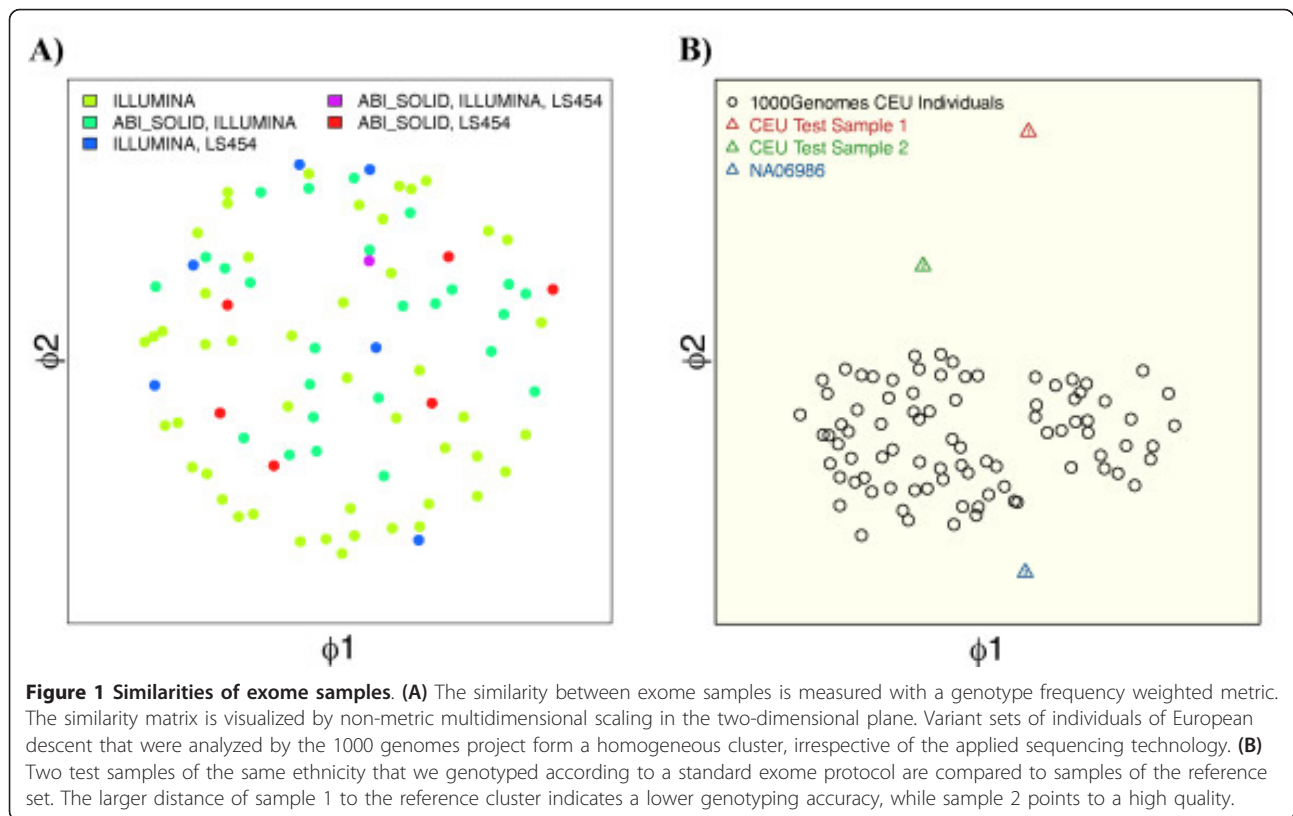 A)
ILLUMINA
ABI_SOLID, ILLUMINA
ILLUMINA, LS454
ABI_SOLID, ILLUMINA, LS454
ABI_SOLID, LS454
ϕ2
ϕ1
B)
1000Genomes CEU Individuals
CEU Test Sample 1
CEU Test Sample 2
NA06986
ϕ2
ϕ1
Figure 1 Similarities of exome samples. (A) The similarity between exome samples is measured with a genotype frequency weighted metric.
The similarity matrix is visualized by non-metric multidimensional scaling in the two-dimensional plane. Variant sets of individuals of European
descent that were analyzed by the 1000 genomes project form a homogeneous cluster, irrespective of the applied sequencing technology. (B)
Two test samples of the same ethnicity that we genotyped according to a standard exome protocol are compared to samples of the reference
set. The larger distance of sample 1 to the reference cluster indicates a lower genotyping accuracy, while sample 2 points to a high quality.